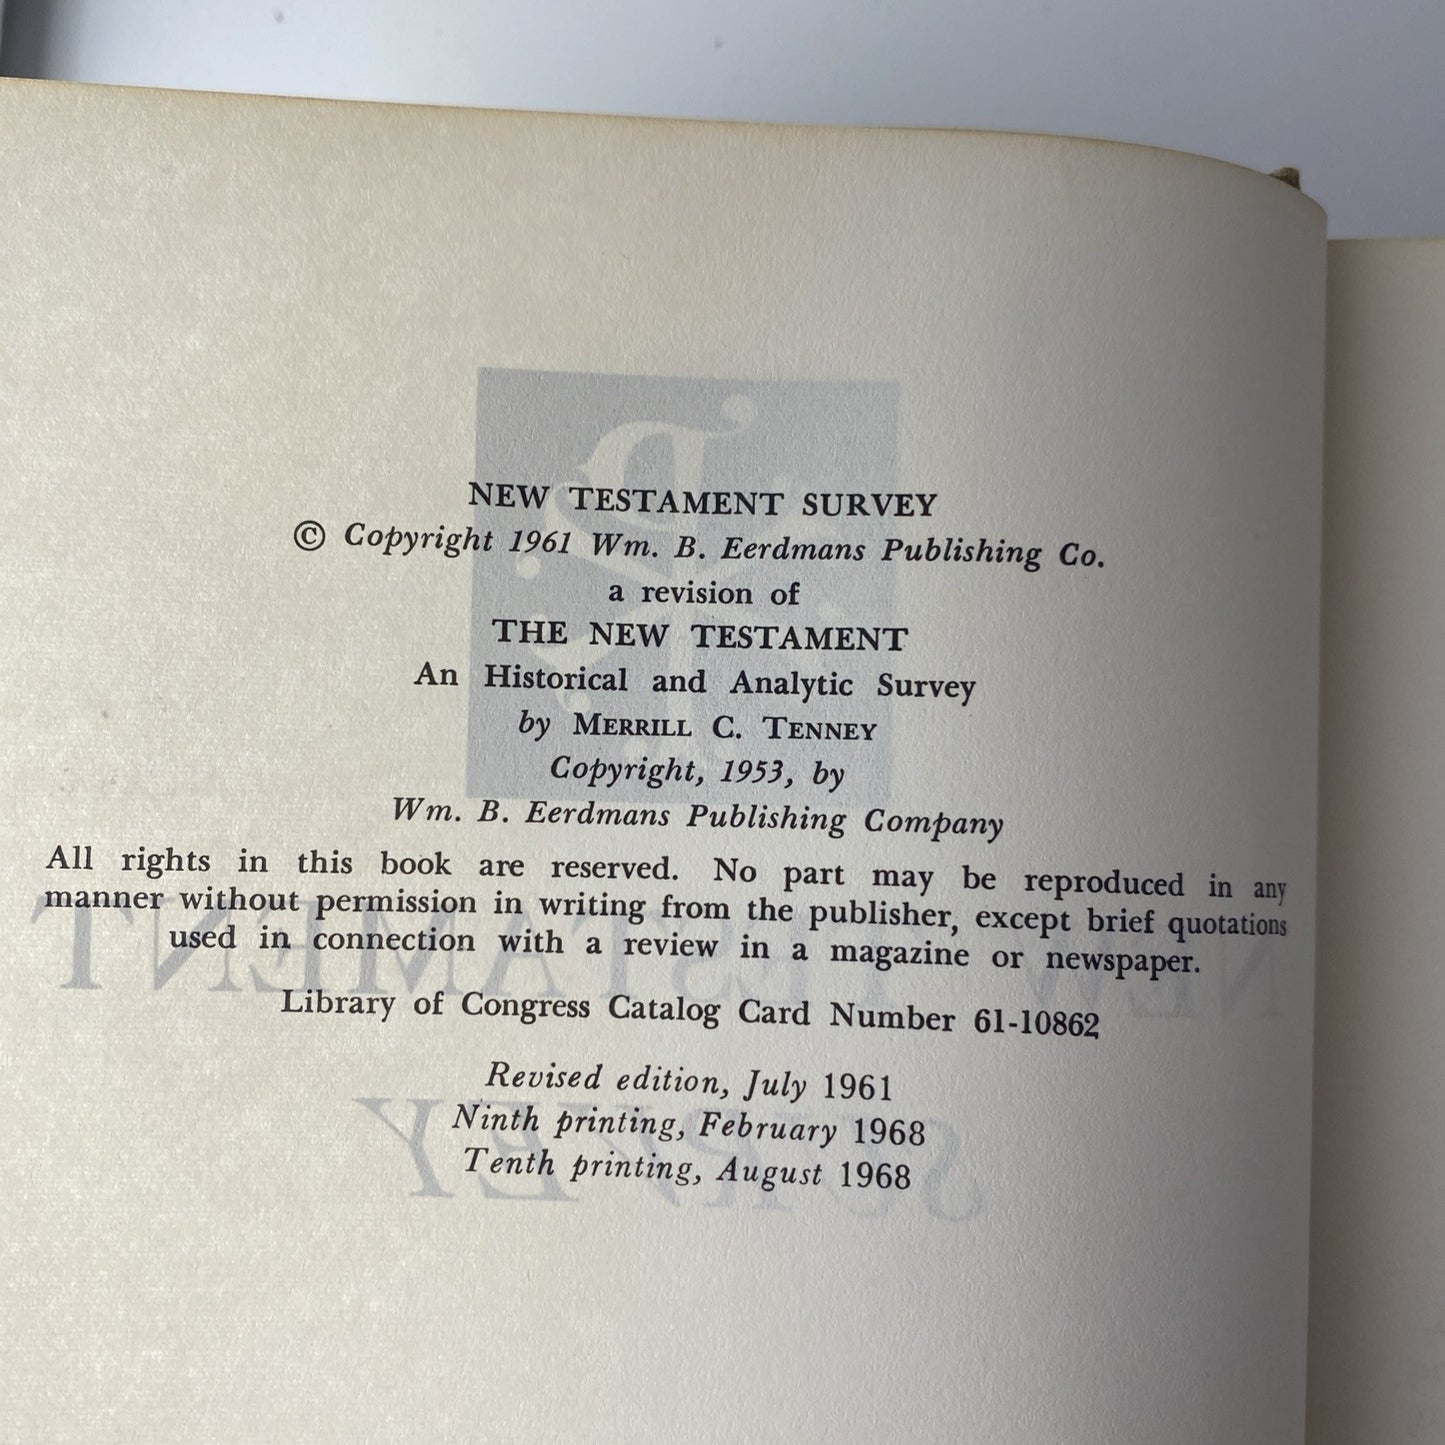 NEW TESTAMENT SURVEY
© Copyright 1961 Wm. B. Eerdmans Publishing Co.
a revision of
THE NEW TESTAMENT
An Historical and Analytic Survey
by MERRILL C. TENNEY
Copyright, 1953, by
Wm. B. Eerdmans Publishing Company
All rights in this book are reserved. No part may be reproduced in any
manner without permission in writing from the publisher, except brief quotations
used in connection with a review in a magazine or newspaper.
Library of Congress Catalog Card Number 61-10862
Revised edition, July 1961
Ninth printing, February 1968
Tenth printing, August 1968